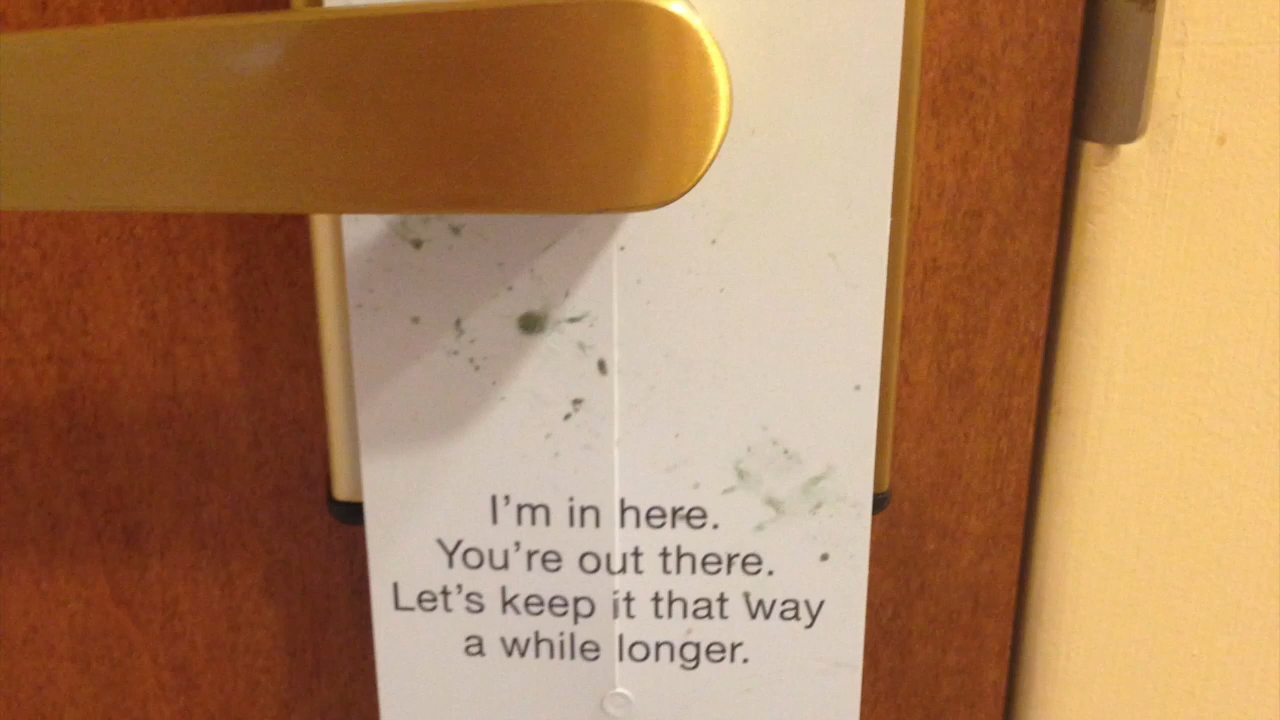 I'm in here.
You're out there.
Let's keep it that way
a while longer.